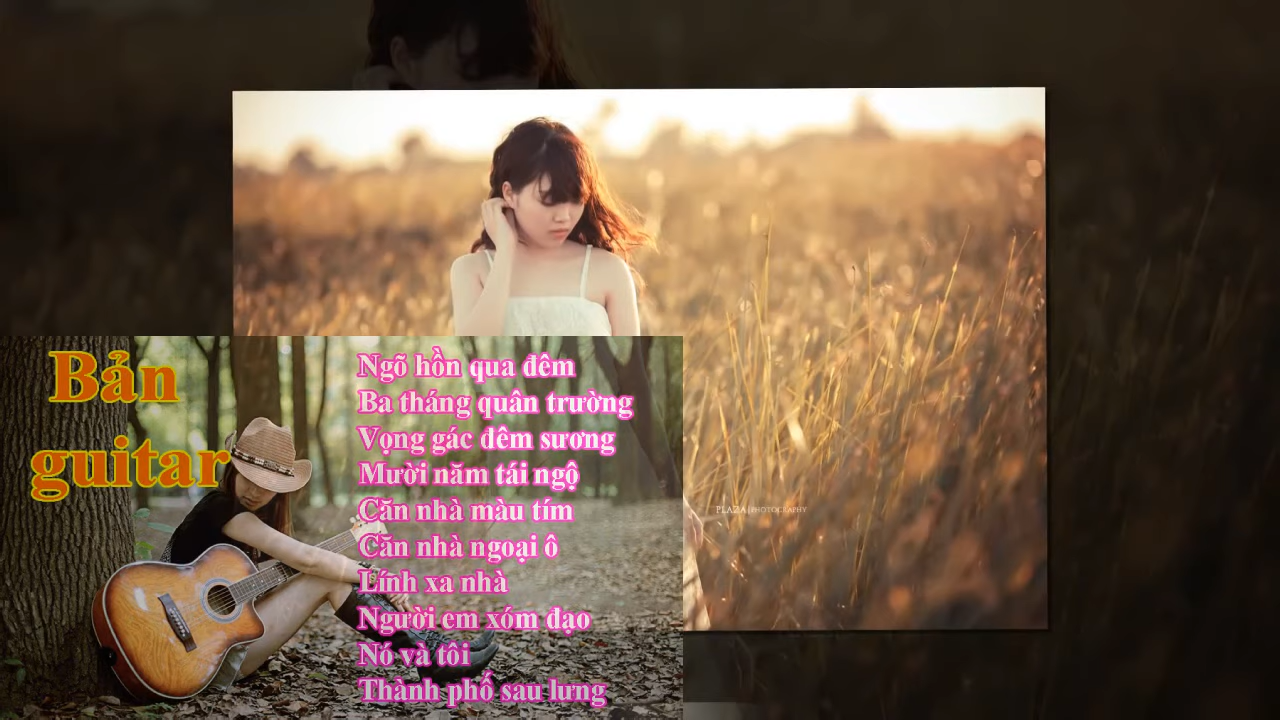 Bản
guitar
Ngõ hồn qua đêm
Ba tháng quân trường
Vọng gác đêm sương
Mười năm tái ngộ
Căn nhà màu tím
Căn nhà ngoại ô
Lính xa nhà
Người em xóm đạo
Nó và tôi
Thành phố sau lưng
PLAZA|PHOTOGRAPHY